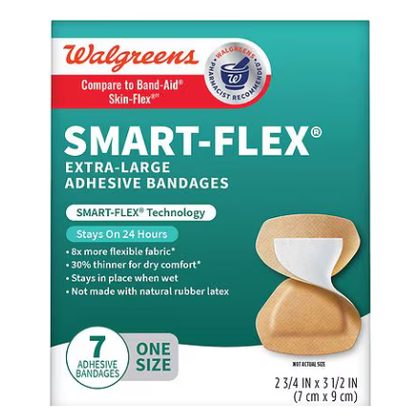 Walgreens
WALGREENS
PHARMACIST RECOMMENDED
Compare to Band-Aid®
Skin-Flex®
SMART-FLEX®
EXTRA-LARGE
ADHESIVE BANDAGES
SMART-FLEX® Technology
Stays On 24 Hours
• 8x more flexible fabric*
• 30% thinner for dry comfort*
• Stays in place when wet
• Not made with natural rubber latex
NOT ACTUAL SIZE
7
ADHESIVE
BANDAGES
ONE
SIZE
2 3/4 IN x 3 1/2 IN
(7 cm x 9 cm)